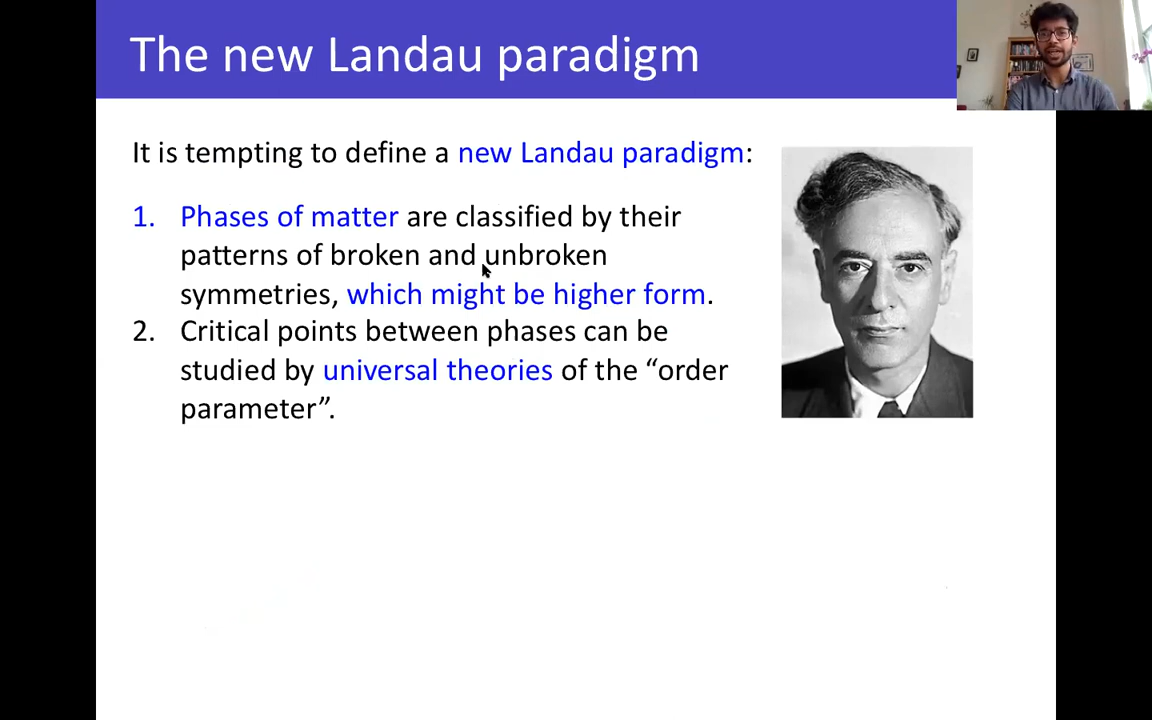 The new Landau paradigm
It is tempting to define a new Landau paradigm:
1. Phases of matter are classified by their
patterns of broken and unbroken
symmetries, which might be higher form.
2. Critical points between phases can be
studied by universal theories of the “order
parameter”.